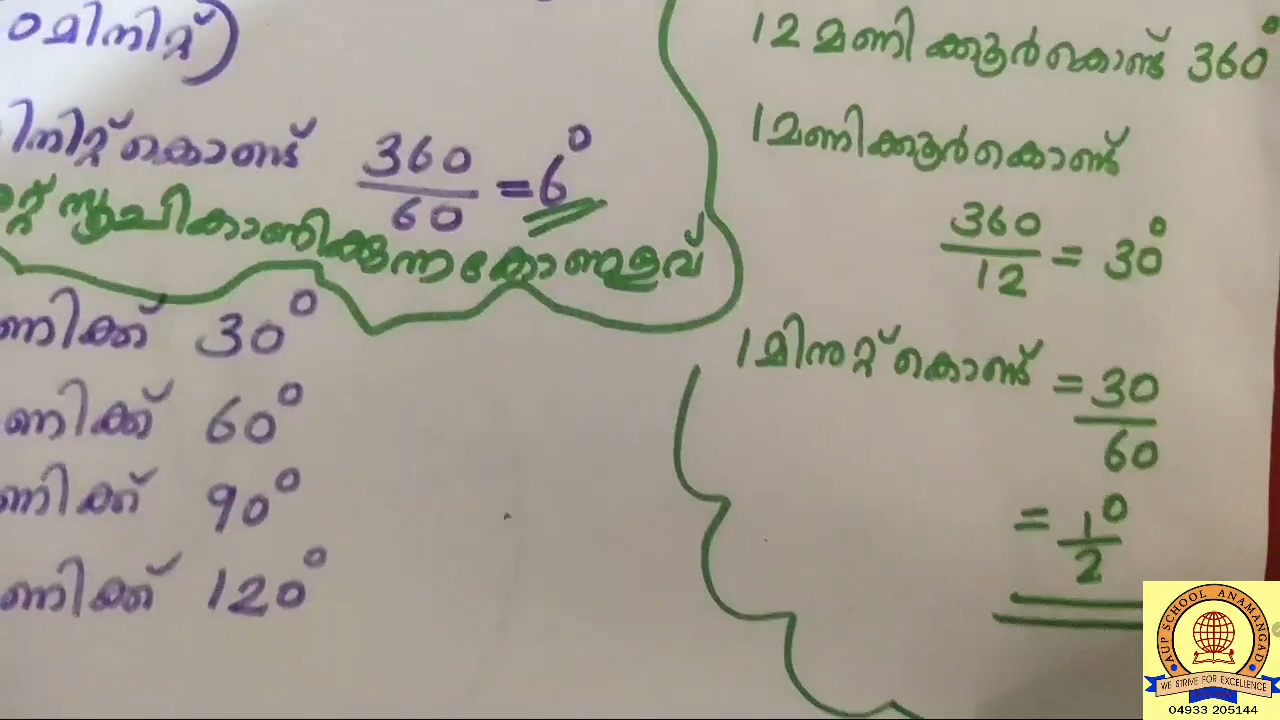 0മിനിറ്റ്)
ിനിറ്റ് കൊണ്ട് 360/60 = 6°
റ്റ് സൂചി കാണിക്കുന്ന കോണളവ്
ണിക്ക് 30°
ണിക്ക് 60°
ണിക്ക് 90°
ണിക്ക് 120°
12 മണിക്കൂർ കൊണ്ട് 360°
1 മണിക്കൂർ കൊണ്ട്
360/12 = 30°
1 മിനുറ്റ് കൊണ്ട് = 30/60
= 1/2°
AUP SCHOOL ANAMANGAD
WE STRIVE FOR EXCELLENCE
04933 205144